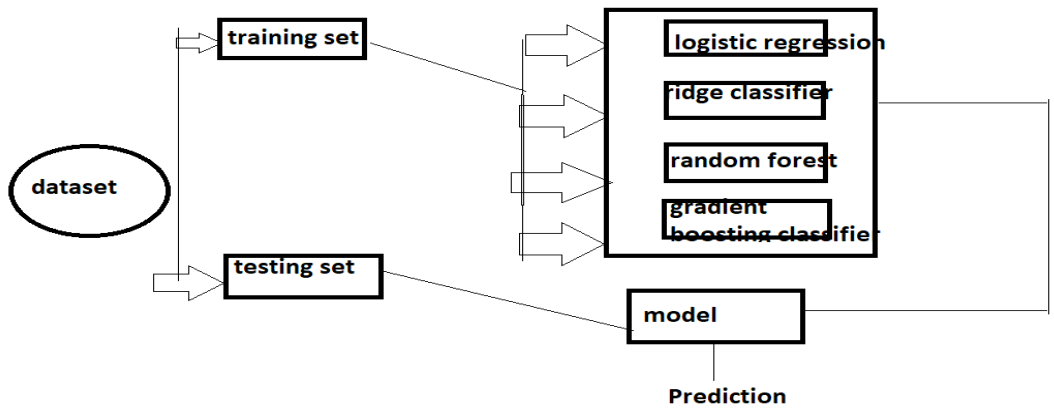 training set
logistic regression
ridge classifier
dataset
random forest
gradient
boosting classifier
testing set
model
Prediction